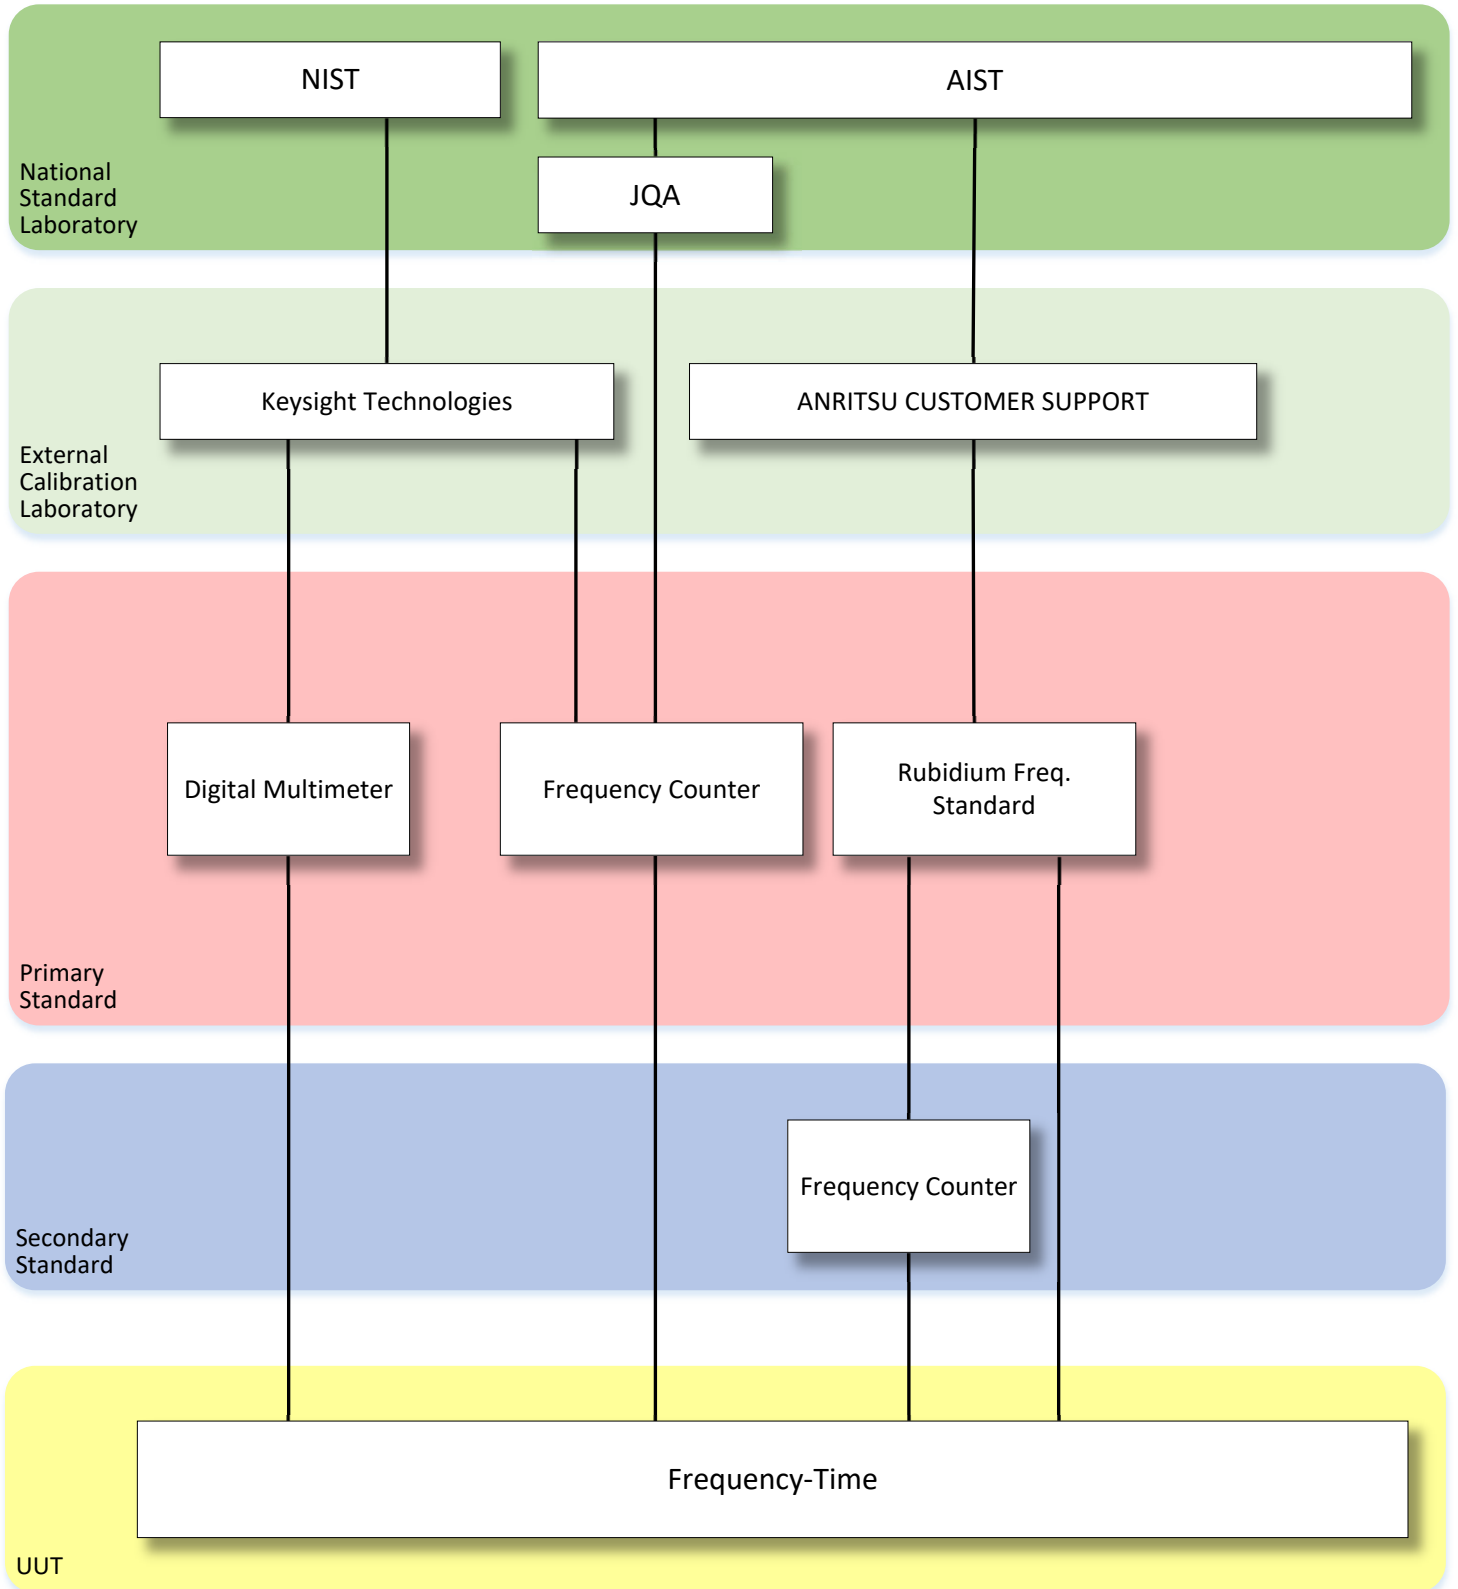 NIST
AIST
JQA
National
Standard
Laboratory
Keysight Technologies
ANRITSU CUSTOMER SUPPORT
External
Calibration
Laboratory
Digital Multimeter
Frequency Counter
Rubidium Freq.
Standard
Primary
Standard
Frequency Counter
Secondary
Standard
Frequency-Time
UUT